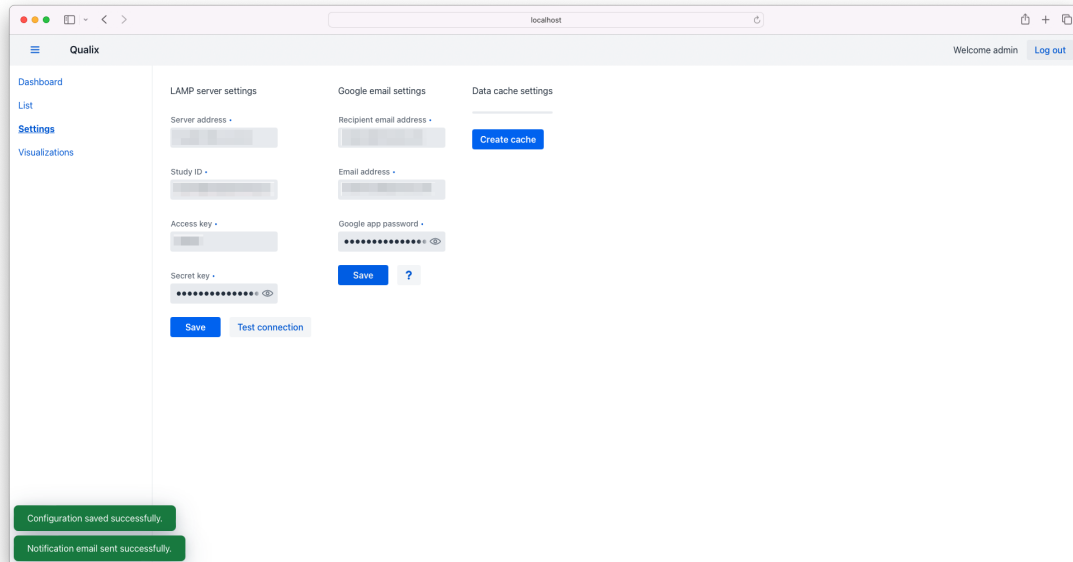 localhost
Qualix
Welcome admin
Log out
Dashboard
List
Settings
Visualizations
LAMP server settings
Server address •
Study ID •
Access key •
Secret key •
Save
Test connection
Google email settings
Recipient email address •
Email address •
Google app password •
Save
?
Data cache settings
Create cache
Configuration saved successfully.
Notification email sent successfully.